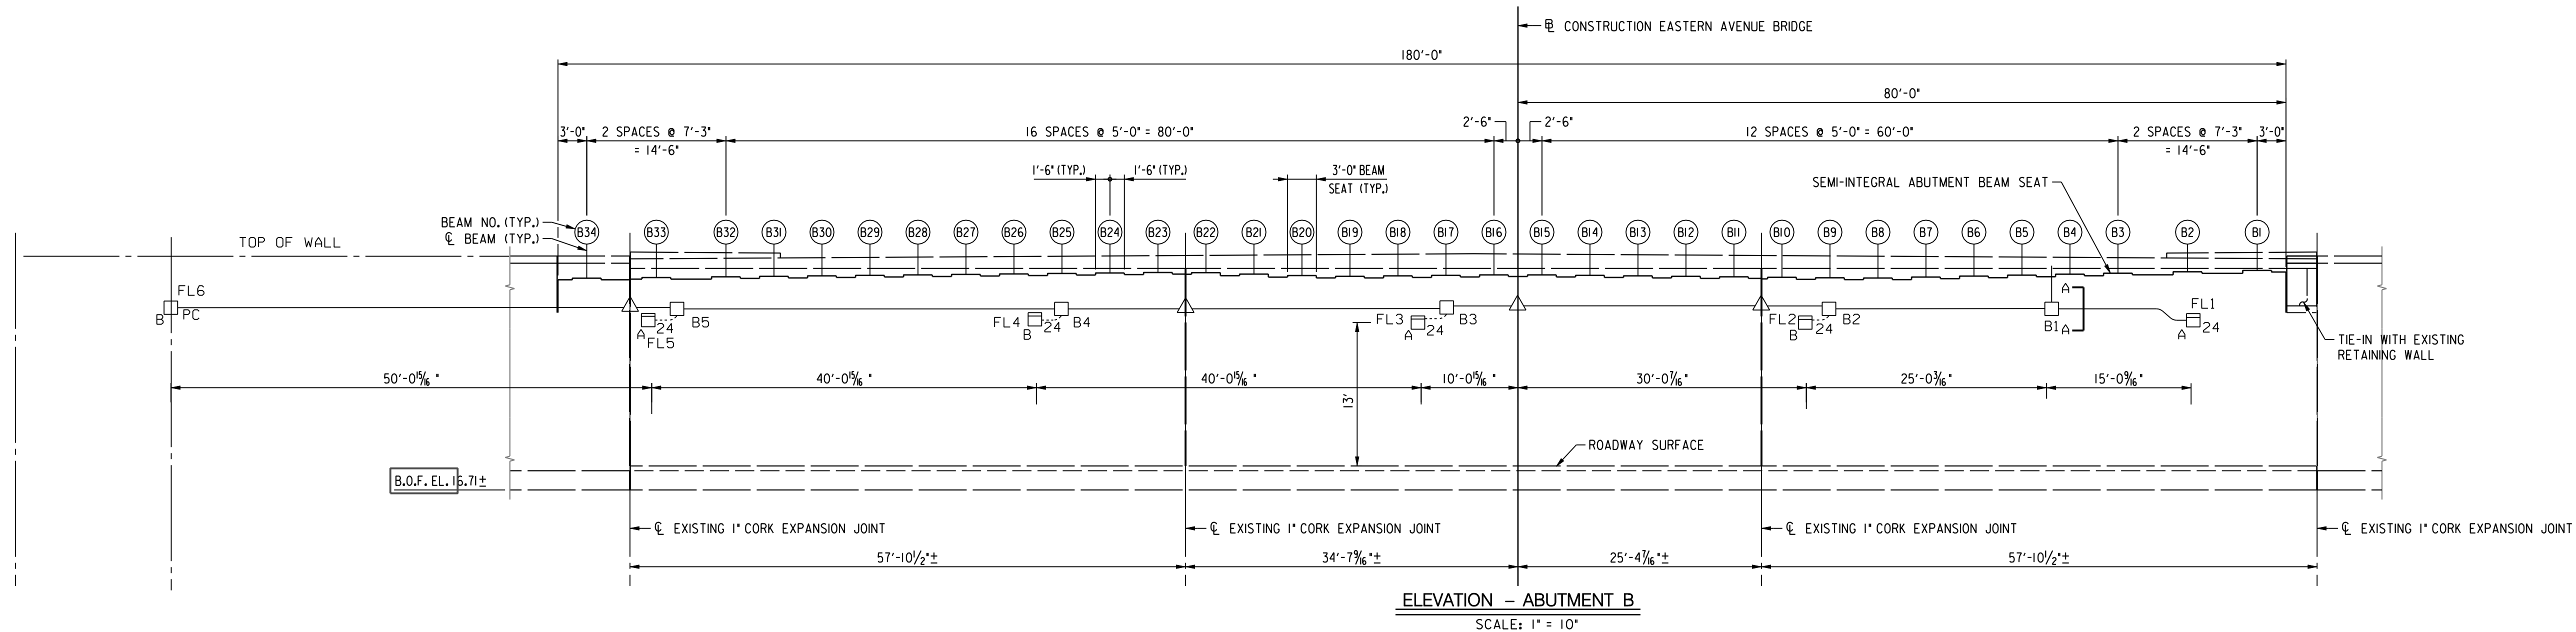 ℄ CONSTRUCTION EASTERN AVENUE BRIDGE
180'-0"
80'-0"
3'-0" 2 SPACES @ 7'-3" 16 SPACES @ 5'-0" = 80'-0" 2'-6" 2'-6" 12 SPACES @ 5'-0" = 60'-0" 2 SPACES @ 7'-3" 3'-0"
= 14'-6" = 14'-6"
1'-6" (TYP.) 1'-6" (TYP.) 3'-0" BEAM
SEAT (TYP.)
SEMI-INTEGRAL ABUTMENT BEAM SEAT
BEAM NO. (TYP.)
℄ BEAM (TYP.)
B34 B33 B32 B31 B30 B29 B28 B27 B26 B25 B24 B23 B22 B21 B20 B19 B18 B17 B16 B15 B14 B13 B12 B11 B10 B9 B8 B7 B6 B5 B4 B3 B2 B1
TOP OF WALL
FL6
B PC
A 24 B5
FL5
FL4 24 B4
B
FL3 24 B3
A
FL2 24 B2
B
A
B1 A
FL1
24
A
TIE-IN WITH EXISTING
RETAINING WALL
50'-0 15/16 " 40'-0 15/16 " 40'-0 15/16 " 10'-0 15/16 " 30'-0 7/16 " 25'-0 3/16 " 15'-0 9/16 "
13'
ROADWAY SURFACE
B.O.F. EL. 16.71±
℄ EXISTING 1" CORK EXPANSION JOINT
℄ EXISTING 1" CORK EXPANSION JOINT
℄ EXISTING 1" CORK EXPANSION JOINT
℄ EXISTING 1" CORK EXPANSION JOINT
57'-10 1/2"± 34'-7 9/16"± 25'-4 7/16"± 57'-10 1/2"±
ELEVATION - ABUTMENT B
SCALE: 1" = 10"